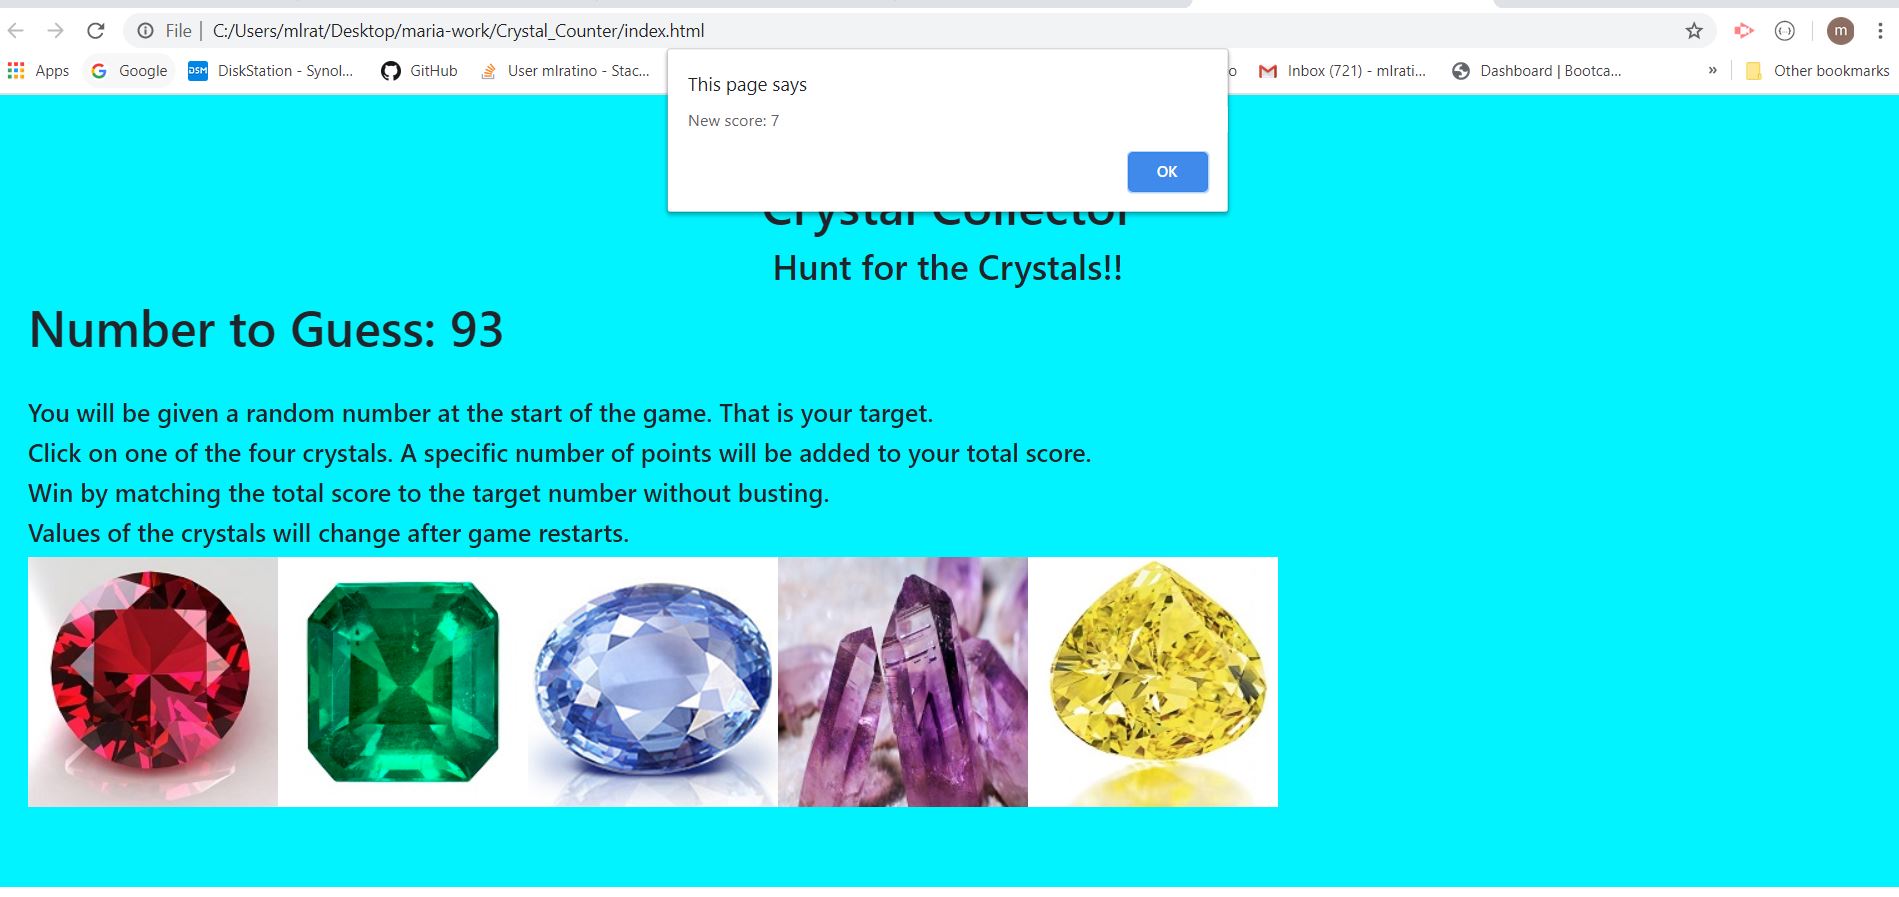 File | C:/Users/mlrat/Desktop/maria-work/Crystal_Counter/index.html
m
Apps Google DSM DiskStation - Synol... GitHub User mlratino - Stac... o Inbox (721) - mlrati... Dashboard | Bootca... » Other bookmarks
This page says
New score: 7
OK
Crystal Collector
Hunt for the Crystals!!
Number to Guess: 93
You will be given a random number at the start of the game. That is your target.
Click on one of the four crystals. A specific number of points will be added to your total score.
Win by matching the total score to the target number without busting.
Values of the crystals will change after game restarts.